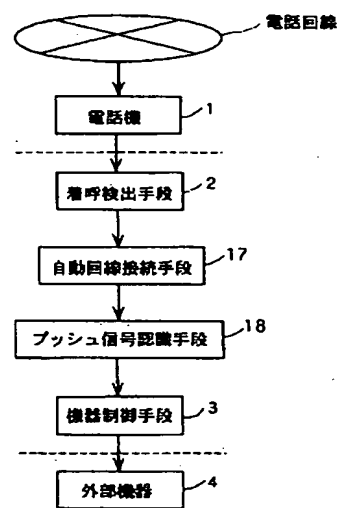 電話回線
電話機
1
着呼検出手段
2
自動回線接続手段
17
プッシュ信号認識手段
18
機器制御手段
3
外部機器
4